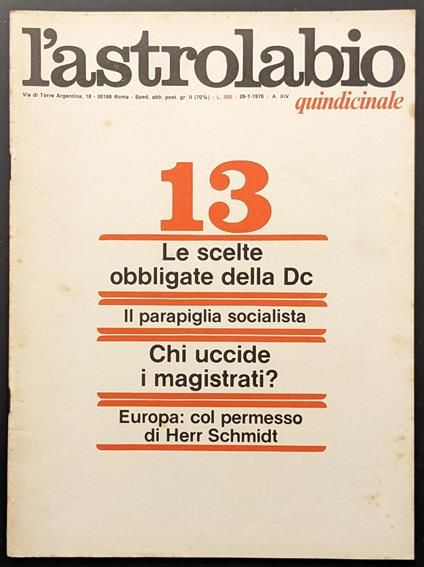 l'astrolabio
quindicinale
Via di Torre Argentina, 18 - 00186 Roma - Sped. abb. post. gr. II (70%) - L. 350 - 28-7-1976 / A. XIV
13
Le scelte
obbligate della Dc
Il parapiglia socialista
Chi uccide
i magistrati?
Europa: col permesso
di Herr Schmidt